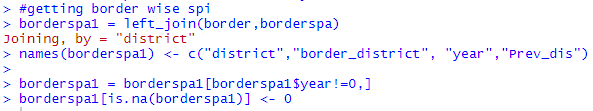 > #getting border wise spi
> borderspa1 = left_join(border,borderspa)
Joining, by = "district"
> names(borderspa1) <- c("district","border_district", "year","Prev_dis")
>
> borderspa1 = borderspa1[borderspa1$year!=0,]
> borderspa1[is.na(borderspa1)] <- 0